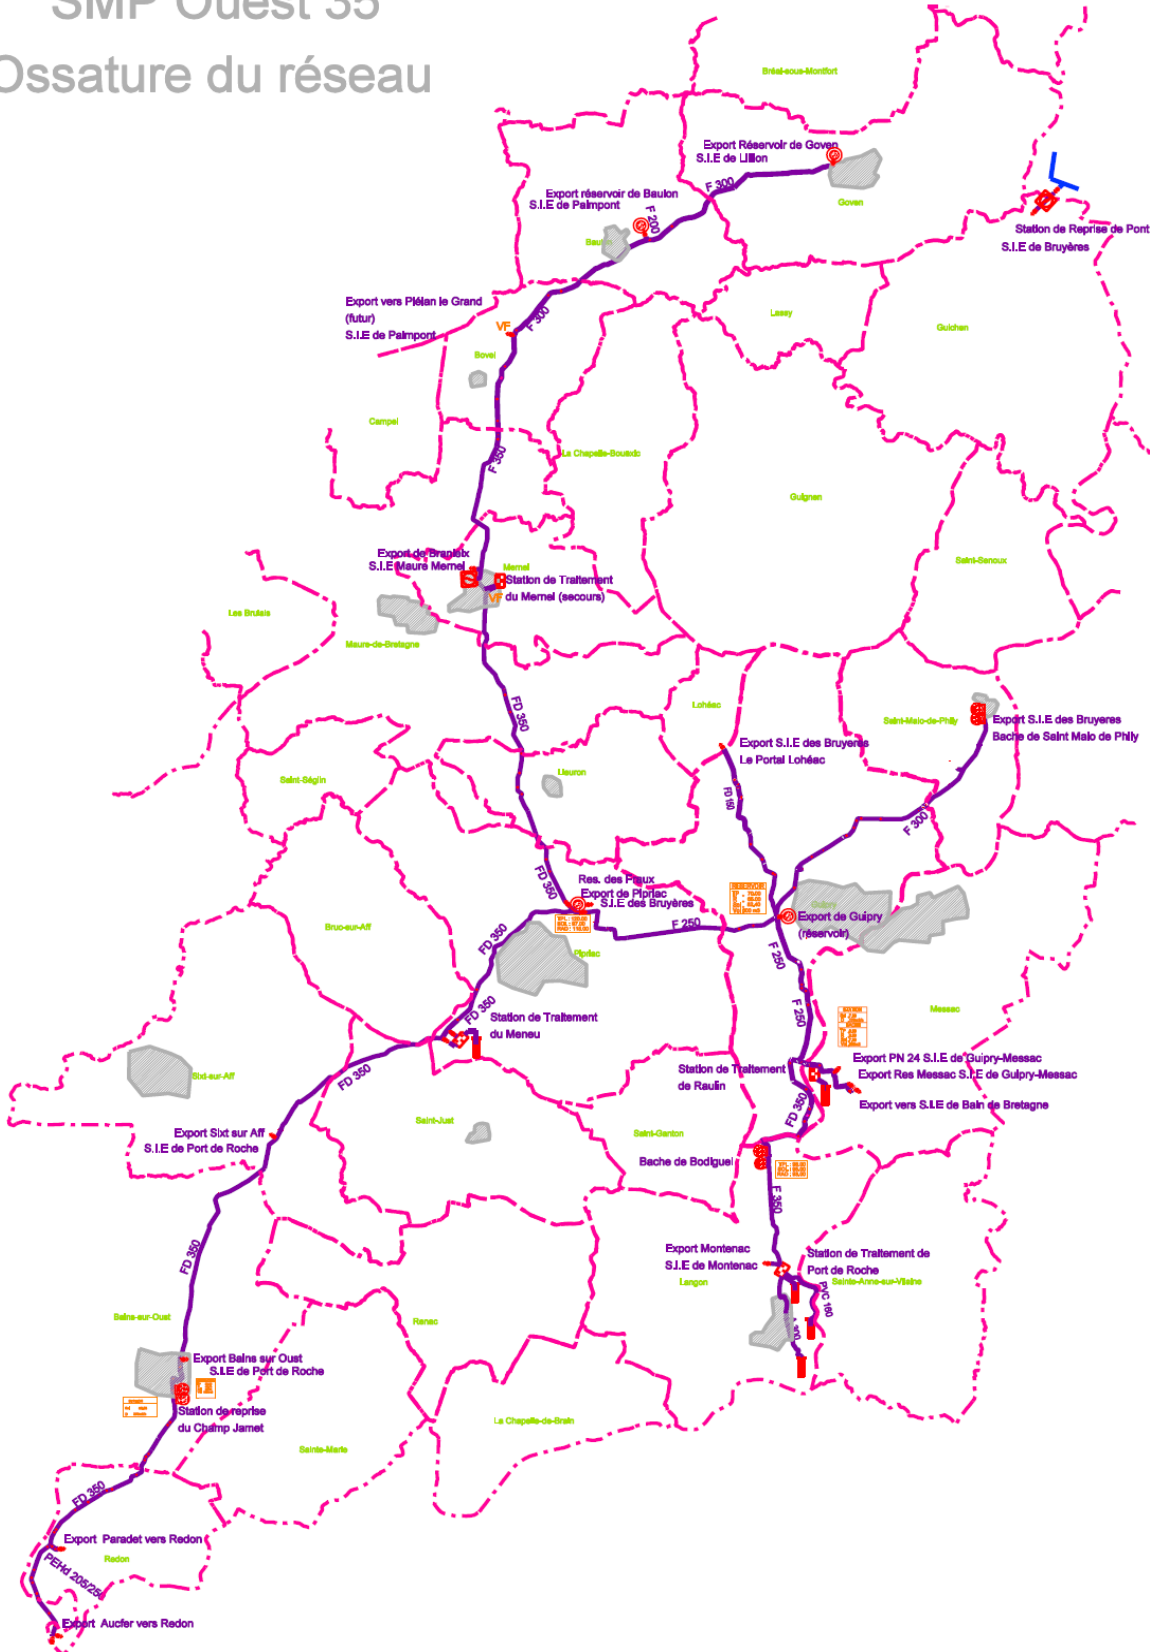 SMP Ouest 35
Ossature du réseau
Bréal-sous-Montfort
Export Réservoir de Goven
S.I.E de Lillion
F 300
Goven
Export réservoir de Baulon
S.I.E de Paimpont
F 200
Station de Reprise de Pont
S.I.E de Bruyères
Export vers Plélan le Grand
(futur)
S.I.E de Paimpont
VF
F 300
Lassy
Guichen
Bovel
Campel
F 350
La Chapelle-Bouexic
Guignen
Saint-Senoux
Export de Branleix
S.I.E Maure Mernel
Mernel
Station de Traitement
du Mernel (secours)
VF
Les Brulais
Maure-de-Bretagne
FD 350
Lohéac
Saint-Malo-de-Phily
Export S.I.E des Bruyeres
Bache de Saint Malo de Phily
Export S.I.E des Bruyeres
Le Portal Lohéac
Saint-Séglin
Lieuron
FD 150
F 300
FD 350
Res. des Praux
Export de Pipriac
S.I.E des Bruyères
RESERVOIR
Guipry
Export de Guipry
(réservoir)
F 250
F 250
Bruc-sur-Aff
FD 350
Pipriac
FD 350
Station de Traitement
du Meneu
F 250
Messac
Export PN 24 S.I.E de Guipry-Messac
Export Res Messac S.I.E de Guipry-Messac
Export vers S.I.E de Bain de Bretagne
Station de Traitement
de Raulin
FD 350
Sixt-sur-Aff
FD 350
Saint-Just
Saint-Ganton
Export Sixt sur Aff
S.I.E de Port de Roche
Bache de Bodiguel
F 350
FD 350
Export Montenac
S.I.E de Montenac
Station de Traitement de
Port de Roche
Langon
Sainte-Anne-sur-Vilaine
PVC 160
Bains-sur-Oust
Renac
Export Bains sur Oust
S.I.E de Port de Roche
Station de reprise
du Champ Jamet
La Chapelle-de-Brain
Sainte-Marie
FD 350
Export Paradet vers Redon
Redon
PEHd 205/250
Export Aucfer vers Redon